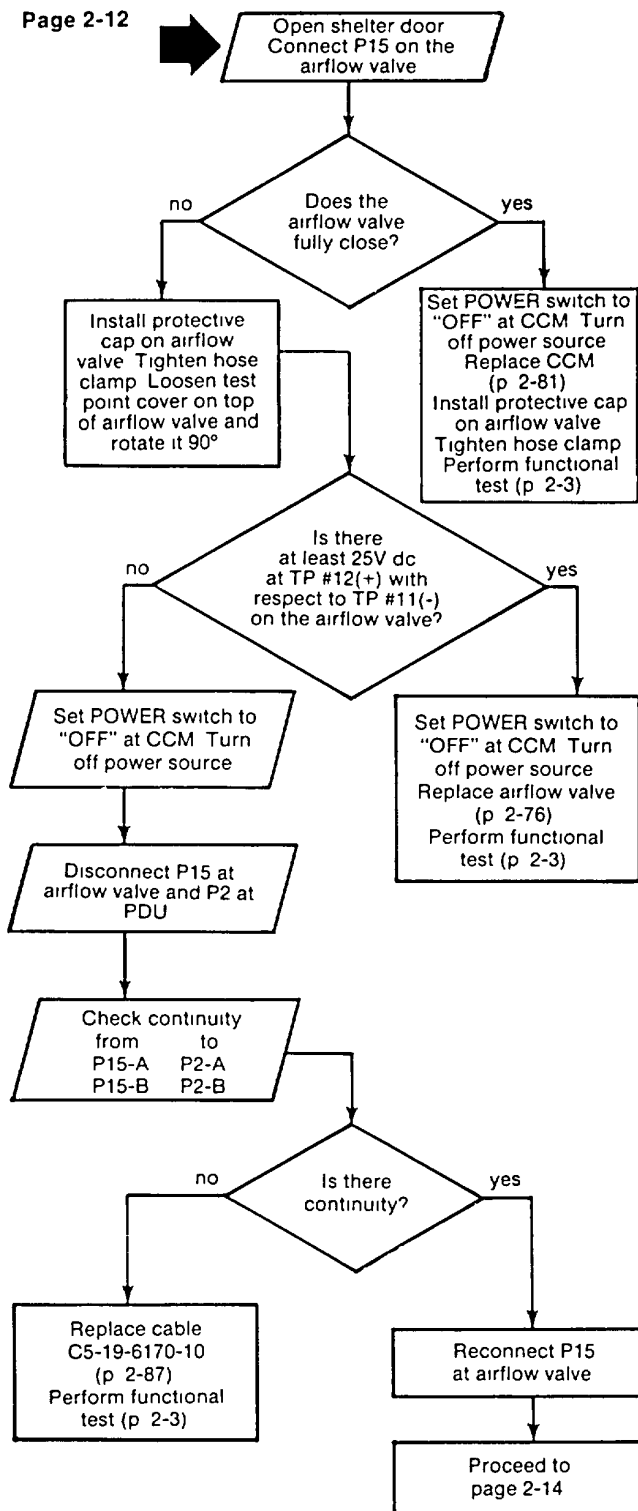 Page 2-12
Open shelter door
Connect P15 on the
airflow valve
no
Does the
airflow valve
fully close?
yes
Install protective
cap on airflow
valve Tighten hose
clamp Loosen test
point cover on top
of airflow valve and
rotate it 90°
Set POWER switch to
"OFF" at CCM Turn
off power source
Replace CCM
(p 2-81)
Install protective cap
on airflow valve
Tighten hose clamp
Perform functional
test (p 2-3)
no
Is there
at least 25V dc
at TP #12(+) with
respect to TP #11(-)
on the airflow valve?
yes
Set POWER switch to
"OFF" at CCM Turn
off power source
Set POWER switch to
"OFF" at CCM Turn
off power source
Replace airflow valve
(p 2-76)
Perform functional
test (p 2-3)
Disconnect P15 at
airflow valve and P2 at
PDU
Check continuity
from to
P15-A P2-A
P15-B P2-B
no
Is there
continuity?
yes
Replace cable
C5-19-6170-10
(p 2-87)
Perform functional
test (p 2-3)
Reconnect P15
at airflow valve
Proceed to
page 2-14